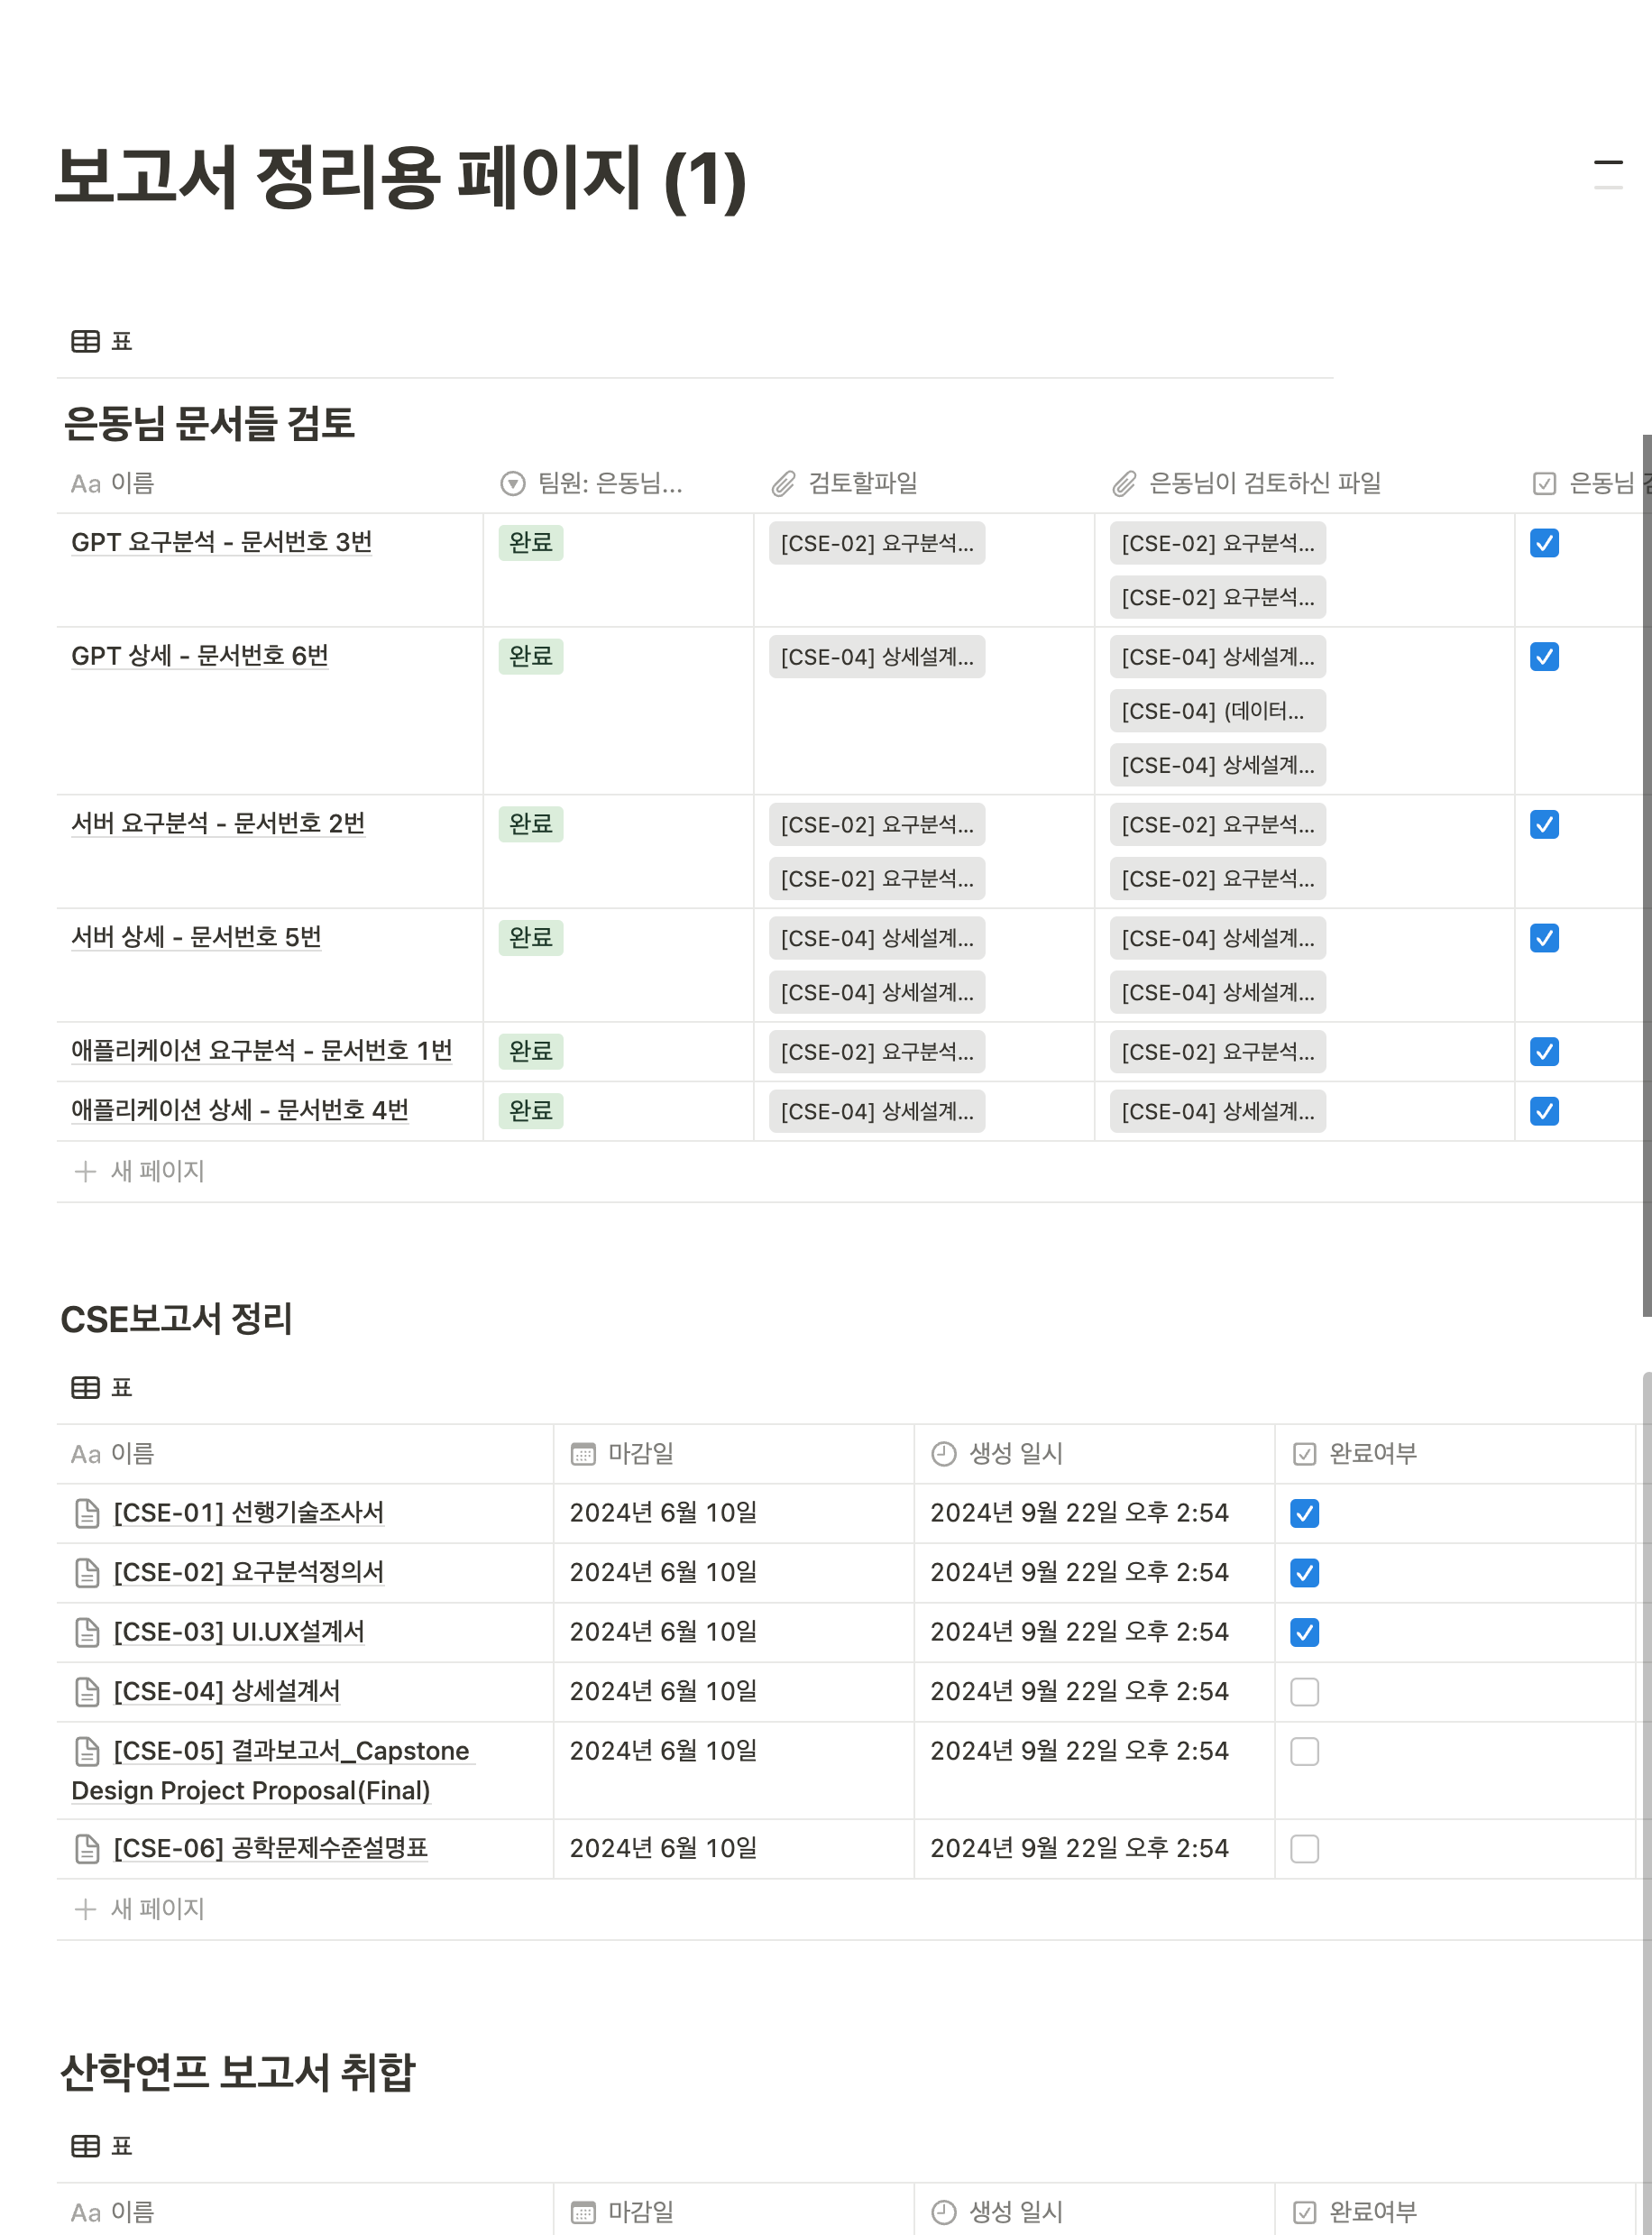 보고서 정리용 페이지 (1)
표
은동님 문서들 검토
Aa 이름 팀원: 은동님... 검토할파일 은동님이 검토하신 파일 은동님
GPT 요구분석 - 문서번호 3번 완료 [CSE-02] 요구분석... [CSE-02] 요구분석...
[CSE-02] 요구분석...
GPT 상세 - 문서번호 6번 완료 [CSE-04] 상세설계... [CSE-04] 상세설계...
[CSE-04] (데이터...
[CSE-04] 상세설계...
서버 요구분석 - 문서번호 2번 완료 [CSE-02] 요구분석... [CSE-02] 요구분석...
[CSE-02] 요구분석... [CSE-02] 요구분석...
서버 상세 - 문서번호 5번 완료 [CSE-04] 상세설계... [CSE-04] 상세설계...
[CSE-04] 상세설계... [CSE-04] 상세설계...
애플리케이션 요구분석 - 문서번호 1번 완료 [CSE-02] 요구분석... [CSE-02] 요구분석...
애플리케이션 상세 - 문서번호 4번 완료 [CSE-04] 상세설계... [CSE-04] 상세설계...
새 페이지
CSE보고서 정리
표
Aa 이름 마감일 생성 일시 완료여부
[CSE-01] 선행기술조사서 2024년 6월 10일 2024년 9월 22일 오후 2:54
[CSE-02] 요구분석정의서 2024년 6월 10일 2024년 9월 22일 오후 2:54
[CSE-03] UI.UX설계서 2024년 6월 10일 2024년 9월 22일 오후 2:54
[CSE-04] 상세설계서 2024년 6월 10일 2024년 9월 22일 오후 2:54
[CSE-05] 결과보고서_Capstone 2024년 6월 10일 2024년 9월 22일 오후 2:54
Design Project Proposal(Final)
[CSE-06] 공학문제수준설명표 2024년 6월 10일 2024년 9월 22일 오후 2:54
새 페이지
산학연프 보고서 취합
표
Aa 이름 마감일 생성 일시 완료여부